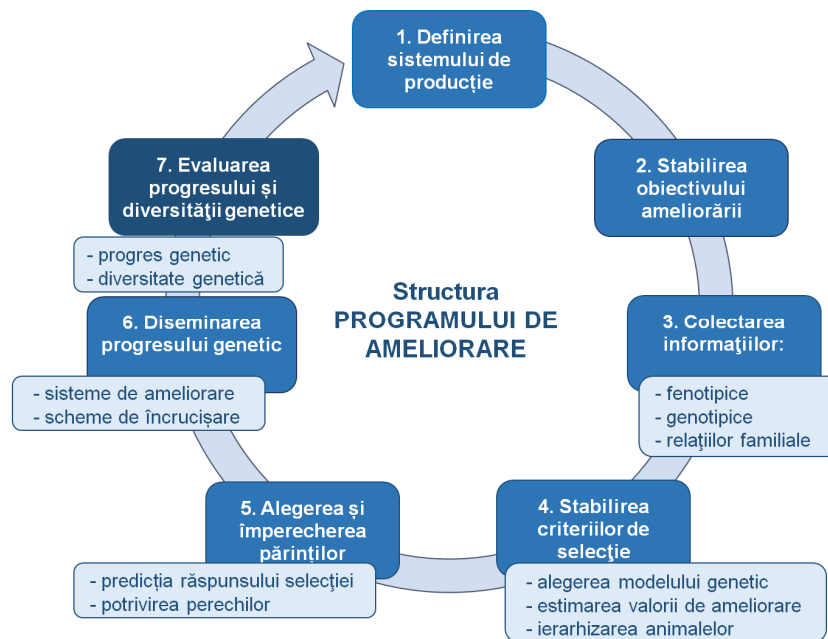 1. Definirea
sistemului de
producție
2. Stabilirea
obiectivului
ameliorării
3. Colectarea
informaţiilor:
- fenotipice
- genotipice
- relaţiilor familiale
4. Stabilirea
criteriilor de
selecţie
- alegerea modelului genetic
- estimarea valorii de ameliorare
- ierarhizarea animalelor
5. Alegerea și
împerecherea
părinților
- predicția răspunsului selecţiei
- potrivirea perechilor
6. Diseminarea
progresului genetic
- sisteme de ameliorare
- scheme de încrucișare
7. Evaluarea
progresului și
diversităţii genetice
- progres genetic
- diversitate genetică
Structura
PROGRAMULUI DE
AMELIORARE